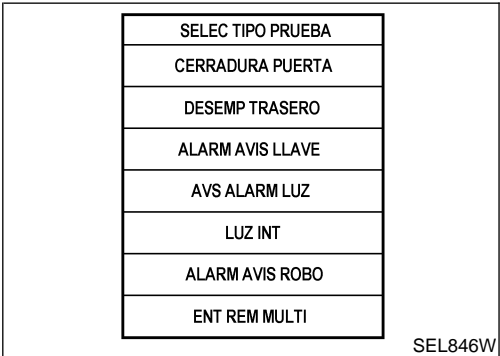 SELEC TIPO PRUEBA
CERRADURA PUERTA
DESEMP TRASERO
ALARM AVIS LLAVE
AVS ALARM LUZ
LUZ INT
ALARM AVIS ROBO
ENT REM MULTI
SEL846W